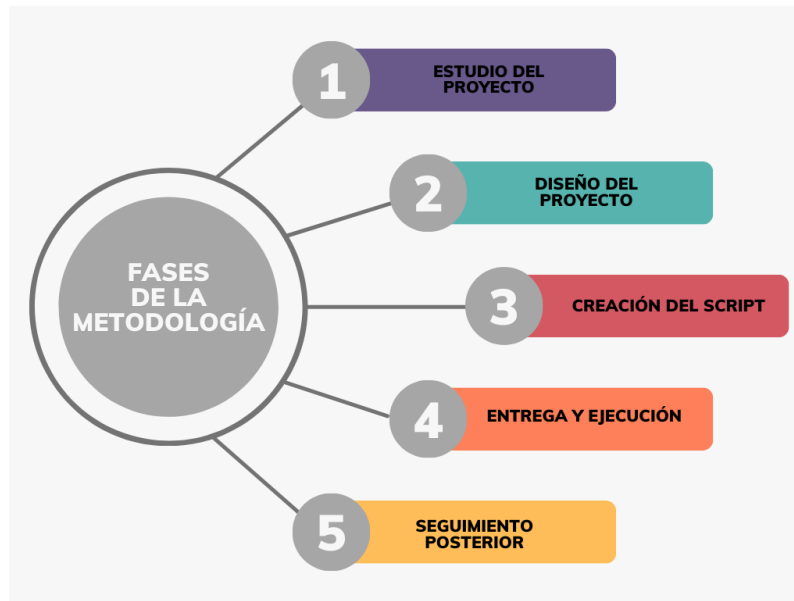 FASES
DE LA
METODOLOGÍA
1
ESTUDIO DEL
PROYECTO
2
DISEÑO DEL
PROYECTO
3
CREACIÓN DEL SCRIPT
4
ENTREGA Y EJECUCIÓN
5
SEGUIMIENTO
POSTERIOR